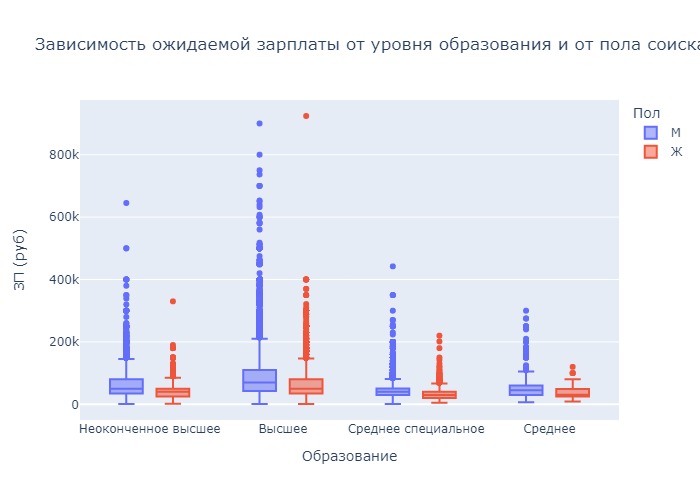 Зависимость ожидаемой зарплаты от уровня образования и от пола соиска
Пол
М
Ж
800k
600k
400k
200k
0
ЗП (руб)
Неоконченное высшее
Высшее
Среднее специальное
Среднее
Образование